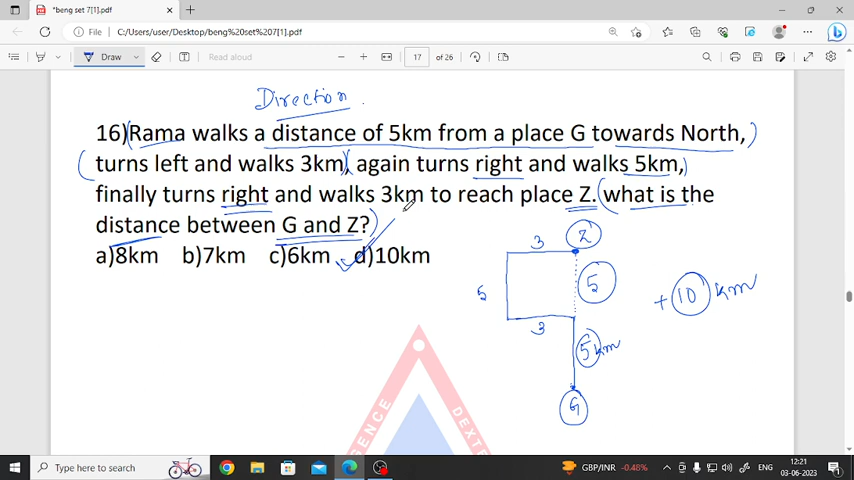 *beng set 7[1].pdf
File
C:/Users/user/Desktop/beng%20set%207[1].pdf
Draw
Read aloud
17 of 26
Direction.
16)Rama walks a distance of 5km from a place G towards North,
turns left and walks 3km, again turns right and walks 5km,
finally turns right and walks 3km to reach place Z. what is the
distance between G and Z?
a)8km b)7km c)6km d)10km
3 Z
5 5 +10 km
3
5km
G
GENCE
DEXTE
Type here to search
GBP/INR -0.48%
ENG
12:21
03-06-2023
1